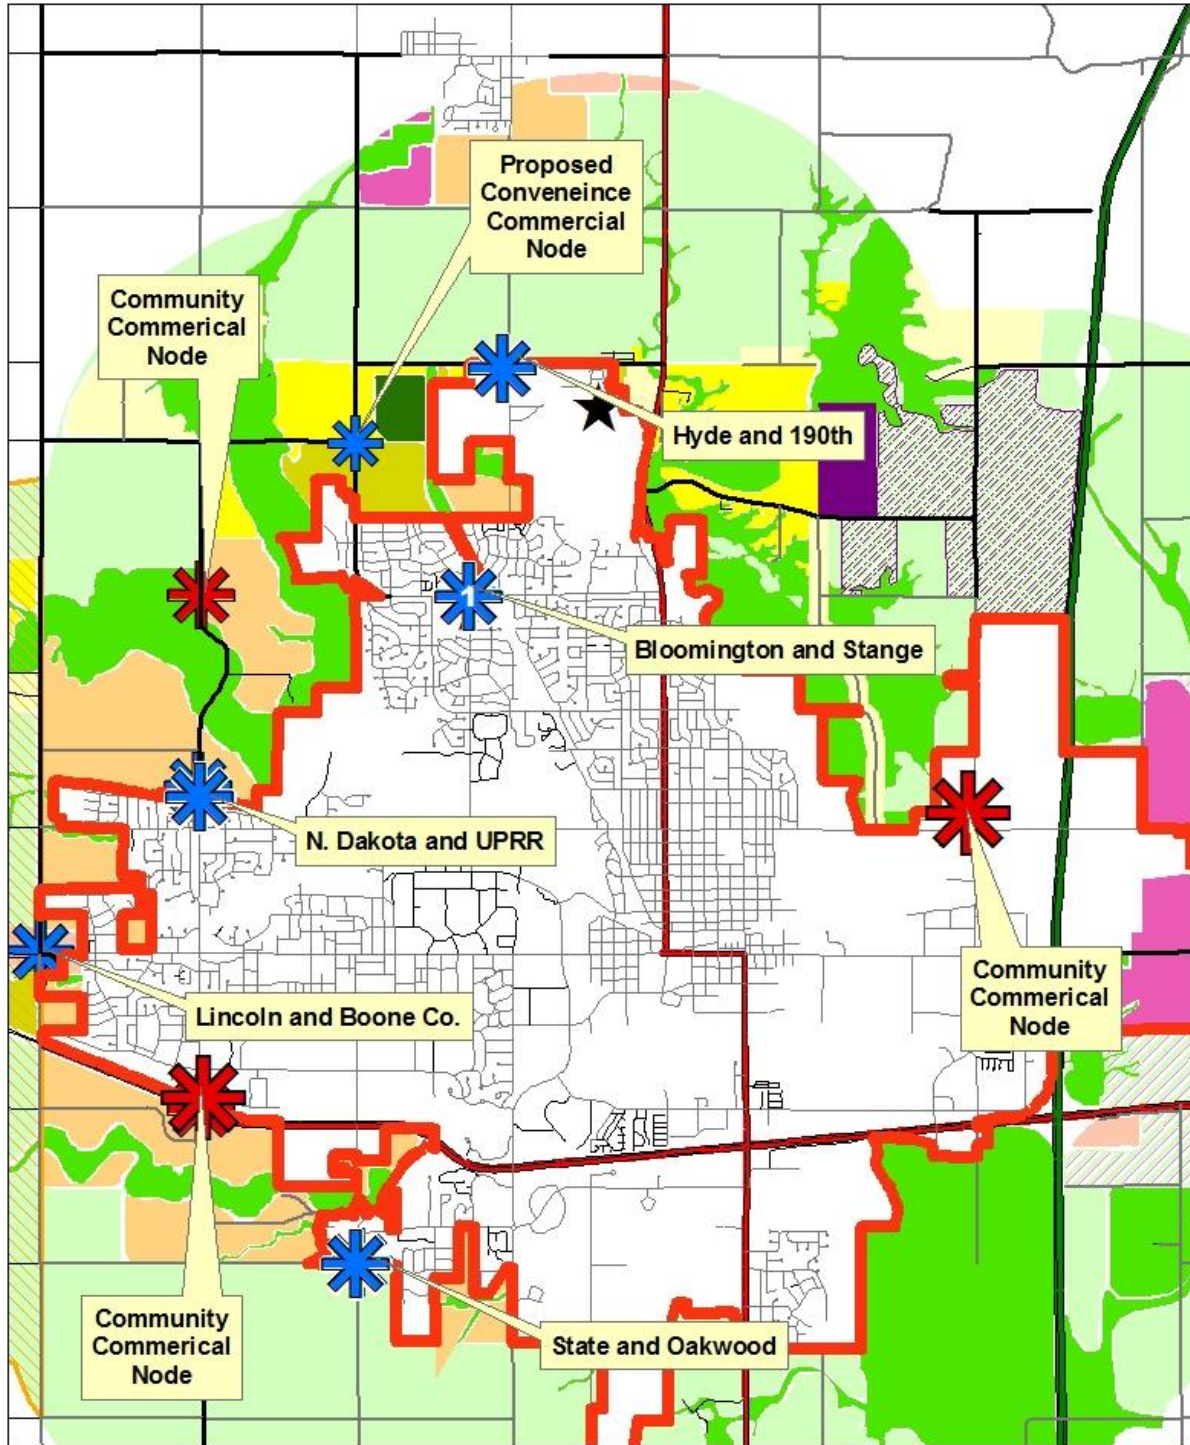 Proposed
Conveneince
Commercial
Node
Community
Commerical
Node
Hyde and 190th
1
Bloomington and Stange
N. Dakota and UPRR
Community
Commerical
Node
Lincoln and Boone Co.
Community
Commerical
Node
State and Oakwood